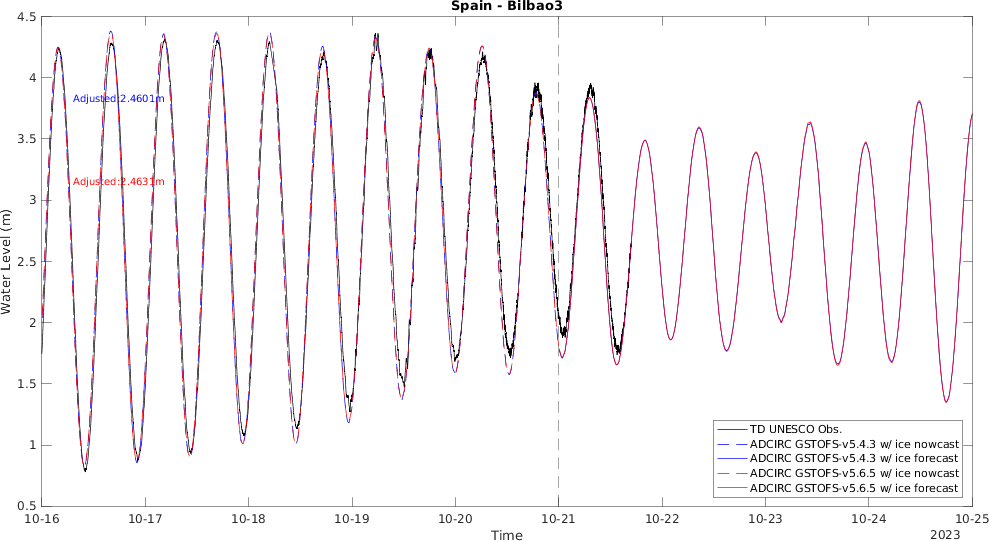 Spain - Bilbao3
4.5
4
3.5
3
2.5
2
1.5
1
0.5
Water Level (m)
Adjusted:2.4601m
Adjusted:2.4631m
TD UNESCO Obs.
ADCIRC GSTOFS-v5.4.3 w/ ice nowcast
ADCIRC GSTOFS-v5.4.3 w/ ice forecast
ADCIRC GSTOFS-v5.6.5 w/ ice nowcast
ADCIRC GSTOFS-v5.6.5 w/ ice forecast
10-16 10-17 10-18 10-19 10-20 10-21 10-22 10-23 10-24 10-25
Time
2023